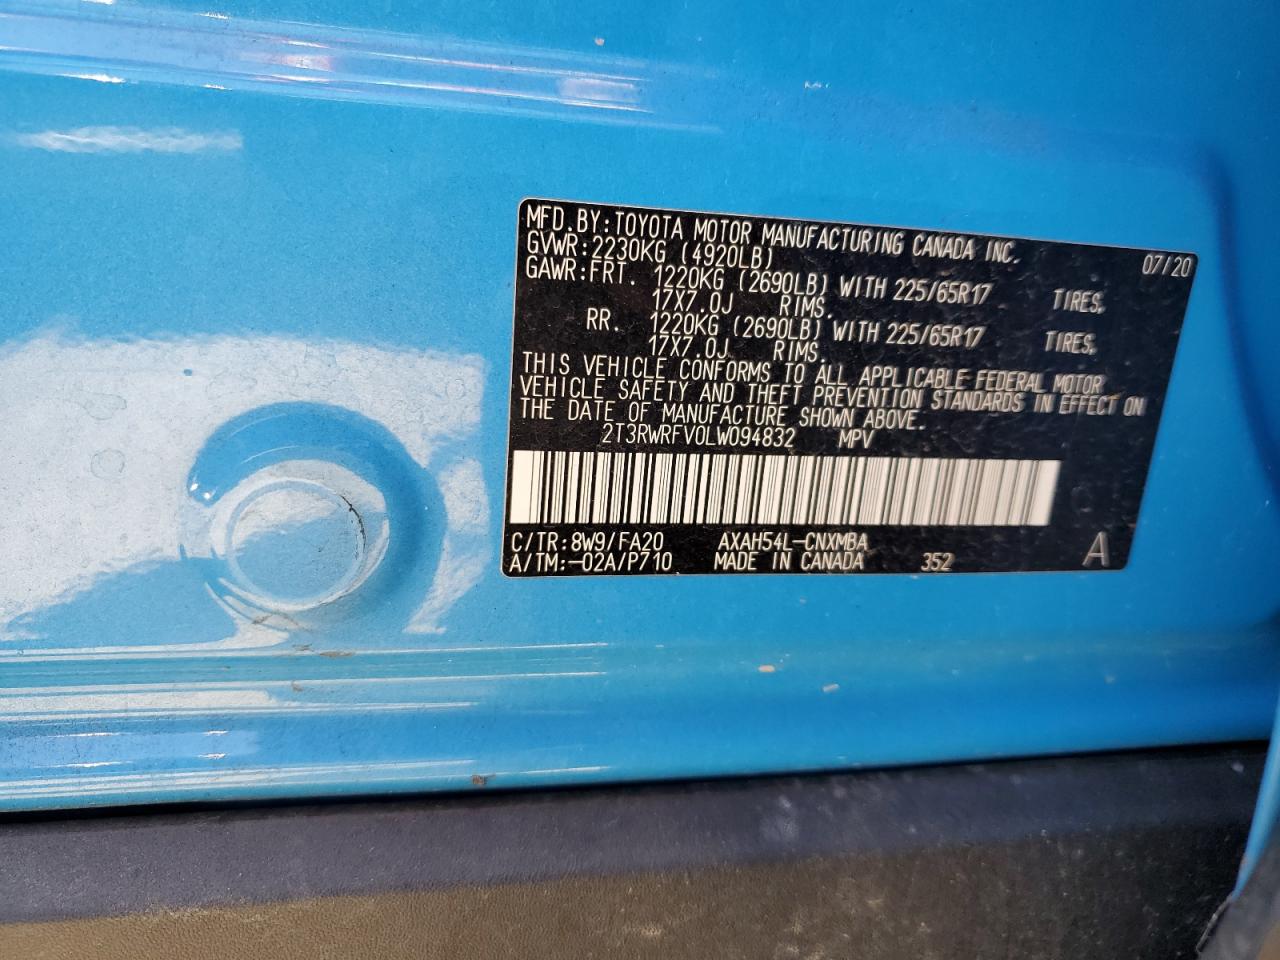 MFD.BY:TOYOTA MOTOR MANUFACTURING CANADA INC. 07/20
GVWR:2230KG (4920LB)
GAWR:FRT. 1220KG (2690LB) WITH 225/65R17 TIRES,
17X7.0J RIMS.
RR. 1220KG (2690LB) WITH 225/65R17 TIRES,
17X7.0J RIMS.
THIS VEHICLE CONFORMS TO ALL APPLICABLE FEDERAL MOTOR
VEHICLE SAFETY AND THEFT PREVENTION STANDARDS IN EFFECT ON
THE DATE OF MANUFACTURE SHOWN ABOVE.
2T3RWRFV0LW094832 MPV
C/TR:8W9/FA20 AXAH54L-CNXMBA
A/TM:-02A/P710 MADE IN CANADA 352 A